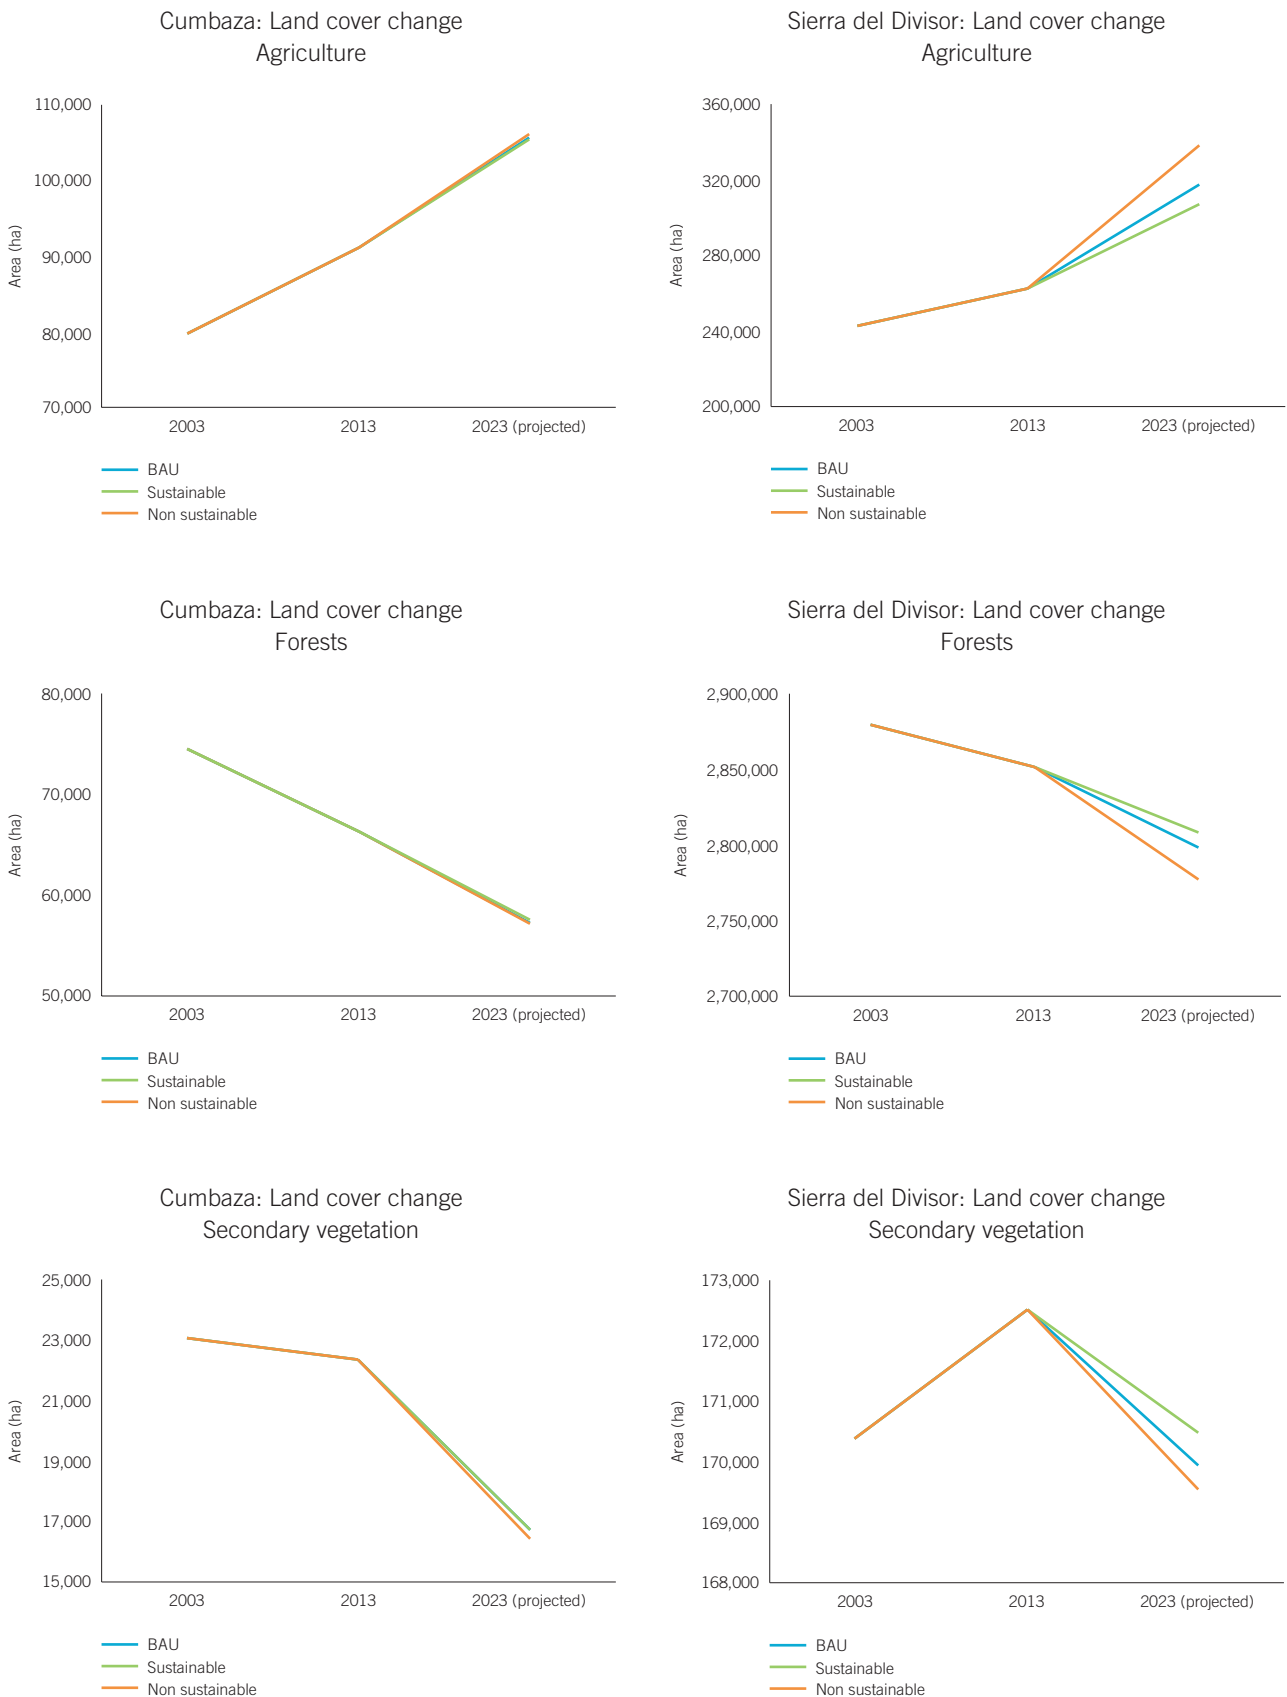 Cumbaza: Land cover change
Agriculture
110,000
100,000
90,000
80,000
70,000
Area (ha)
2003
2013
2023 (projected)
BAU
Sustainable
Non sustainable
Sierra del Divisor: Land cover change
Agriculture
360,000
320,000
280,000
240,000
200,000
Area (ha)
2003
2013
2023 (projected)
BAU
Sustainable
Non sustainable
Cumbaza: Land cover change
Forests
80,000
70,000
60,000
50,000
Area (ha)
2003
2013
2023 (projected)
BAU
Sustainable
Non sustainable
Sierra del Divisor: Land cover change
Forests
2,900,000
2,850,000
2,800,000
2,750,000
2,700,000
Area (ha)
2003
2013
2023 (projected)
BAU
Sustainable
Non sustainable
Cumbaza: Land cover change
Secondary vegetation
25,000
23,000
21,000
19,000
17,000
15,000
Area (ha)
2003
2013
2023 (projected)
BAU
Sustainable
Non sustainable
Sierra del Divisor: Land cover change
Secondary vegetation
173,000
172,000
171,000
170,000
169,000
168,000
Area (ha)
2003
2013
2023 (projected)
BAU
Sustainable
Non sustainable